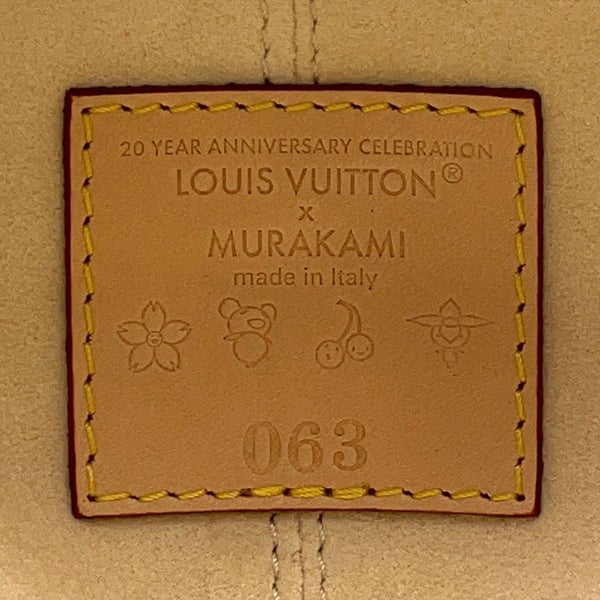 20 YEAR ANNIVERSARY CELEBRATION
LOUIS VUITTON®
x
MURAKAMI
made in Italy
063